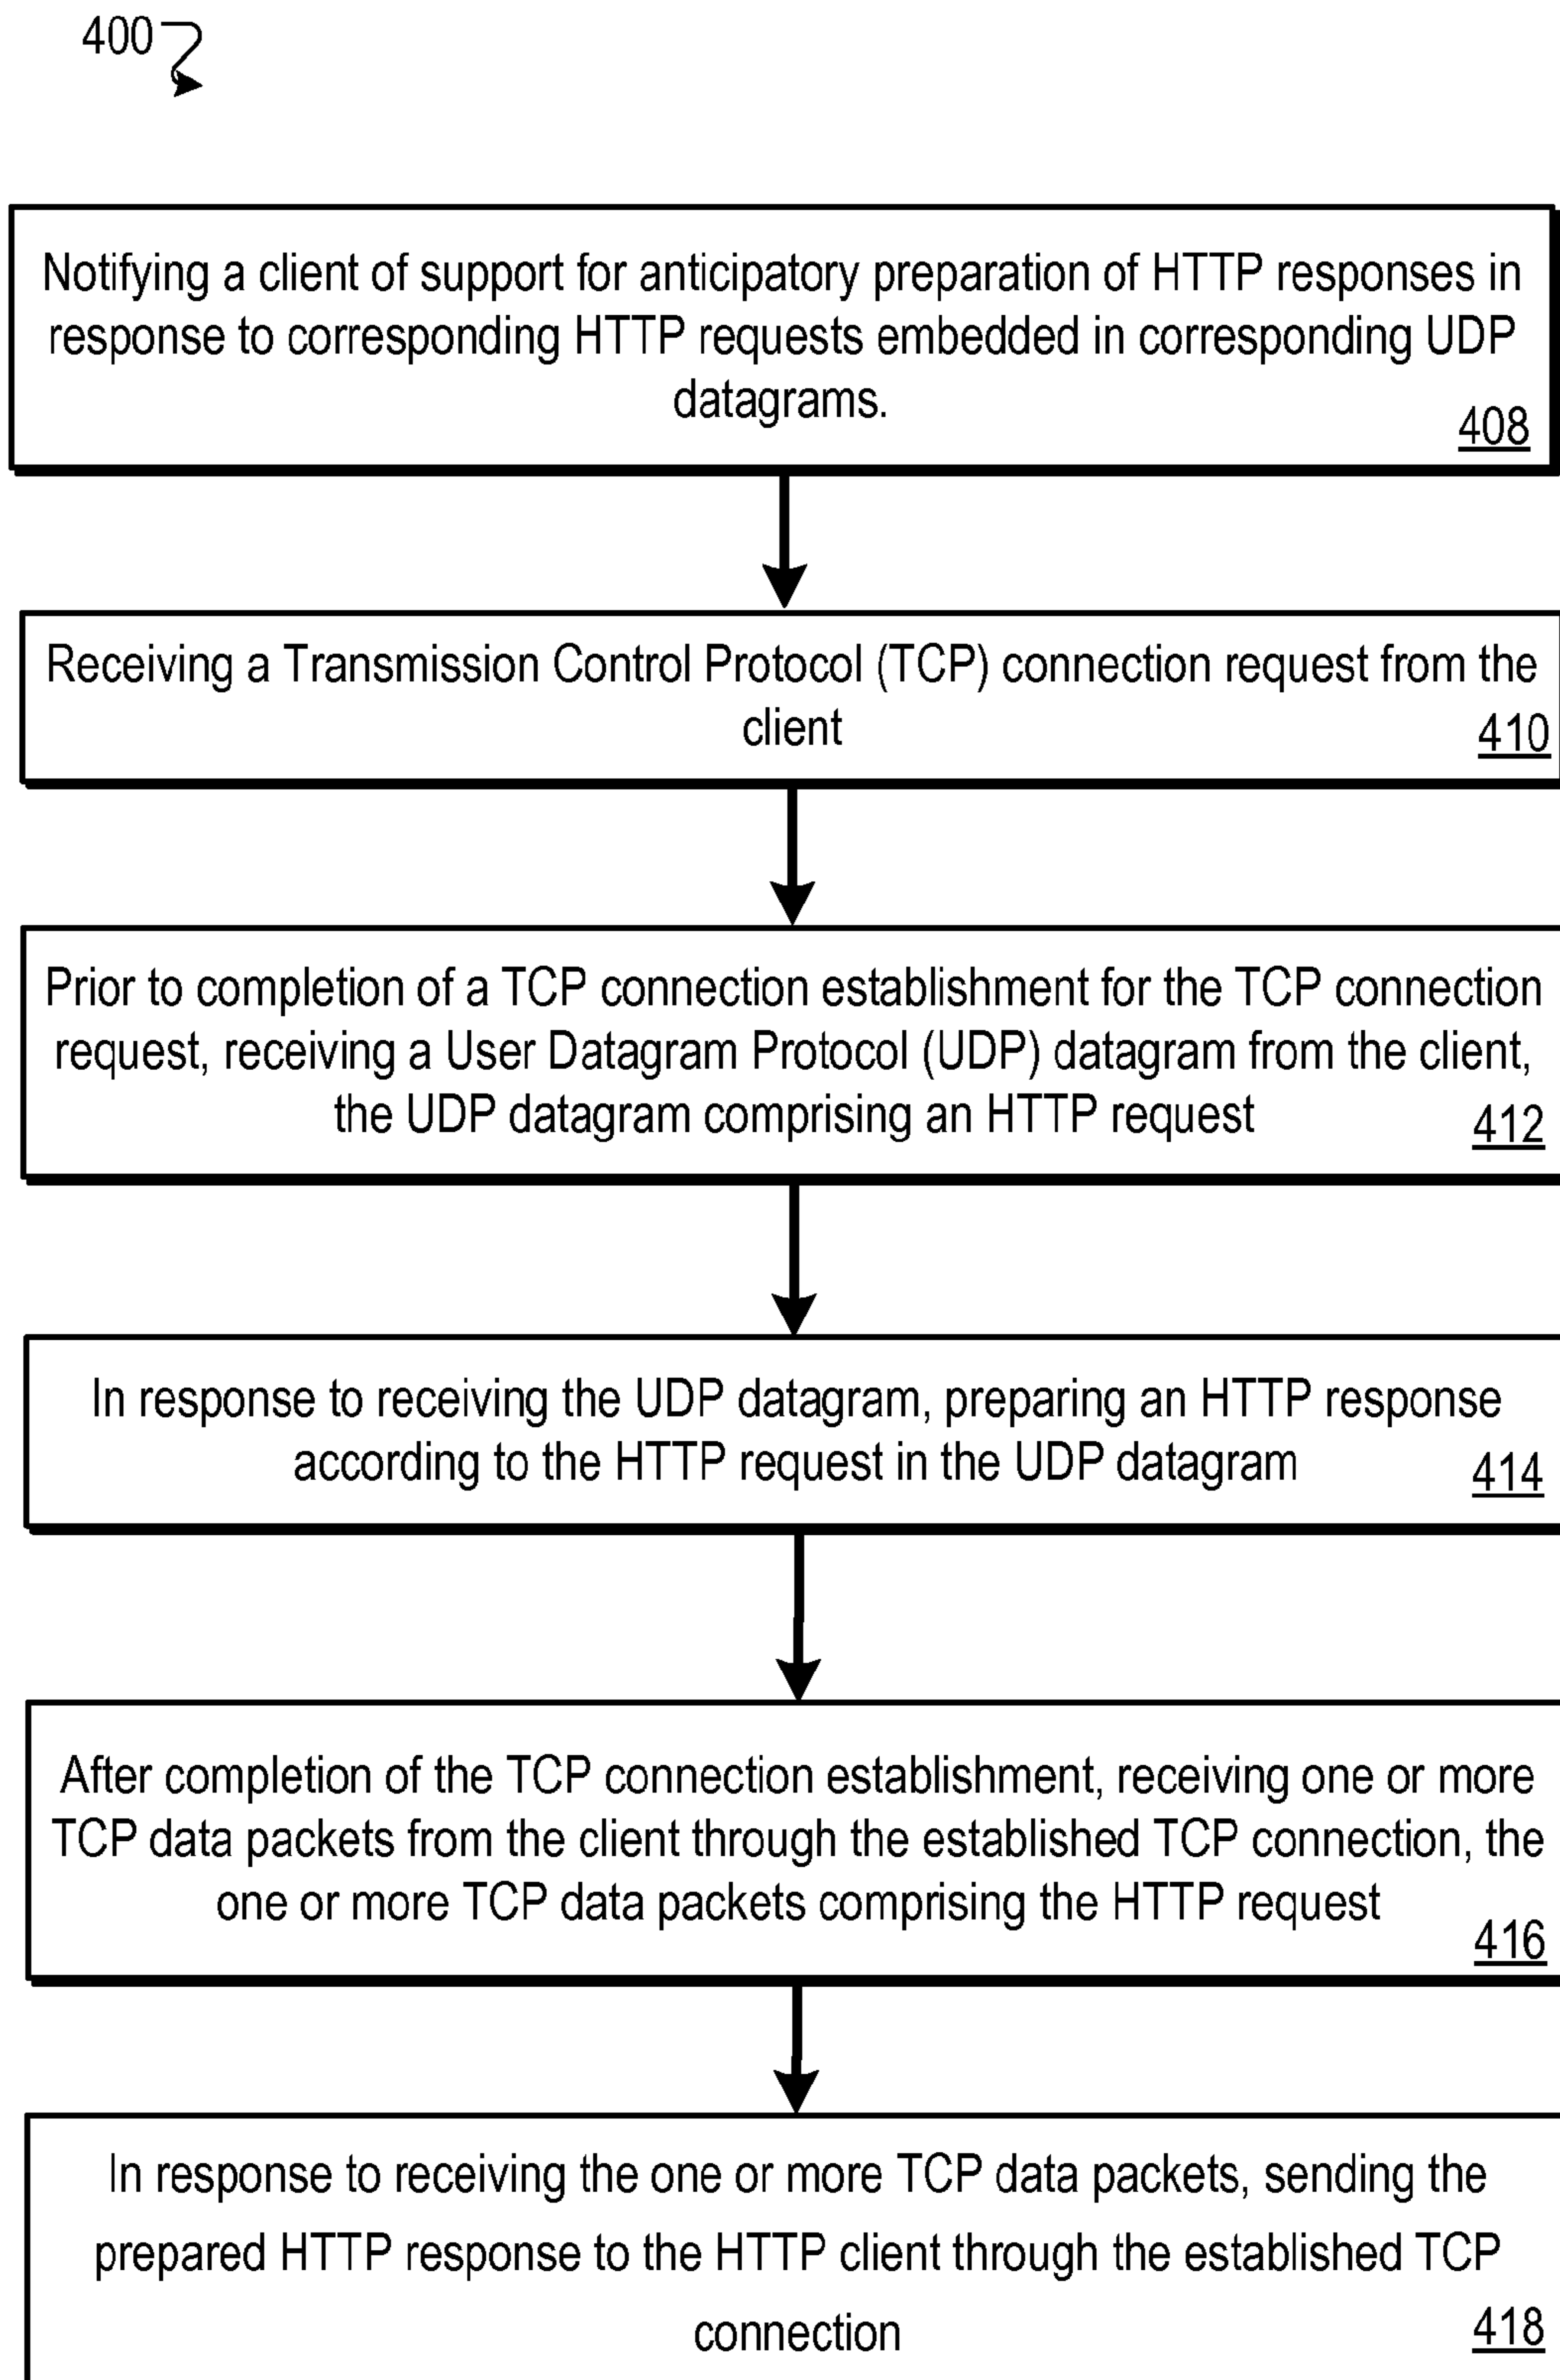 400
Notifying a client of support for anticipatory preparation of HTTP responses in
response to corresponding HTTP requests embedded in corresponding UDP
datagrams.
408
Receiving a Transmission Control Protocol (TCP) connection request from the
client
410
Prior to completion of a TCP connection establishment for the TCP connection
request, receiving a User Datagram Protocol (UDP) datagram from the client,
the UDP datagram comprising an HTTP request
412
In response to receiving the UDP datagram, preparing an HTTP response
according to the HTTP request in the UDP datagram
414
After completion of the TCP connection establishment, receiving one or more
TCP data packets from the client through the established TCP connection, the
one or more TCP data packets comprising the HTTP request
416
In response to receiving the one or more TCP data packets, sending the
prepared HTTP response to the HTTP client through the established TCP
connection
418